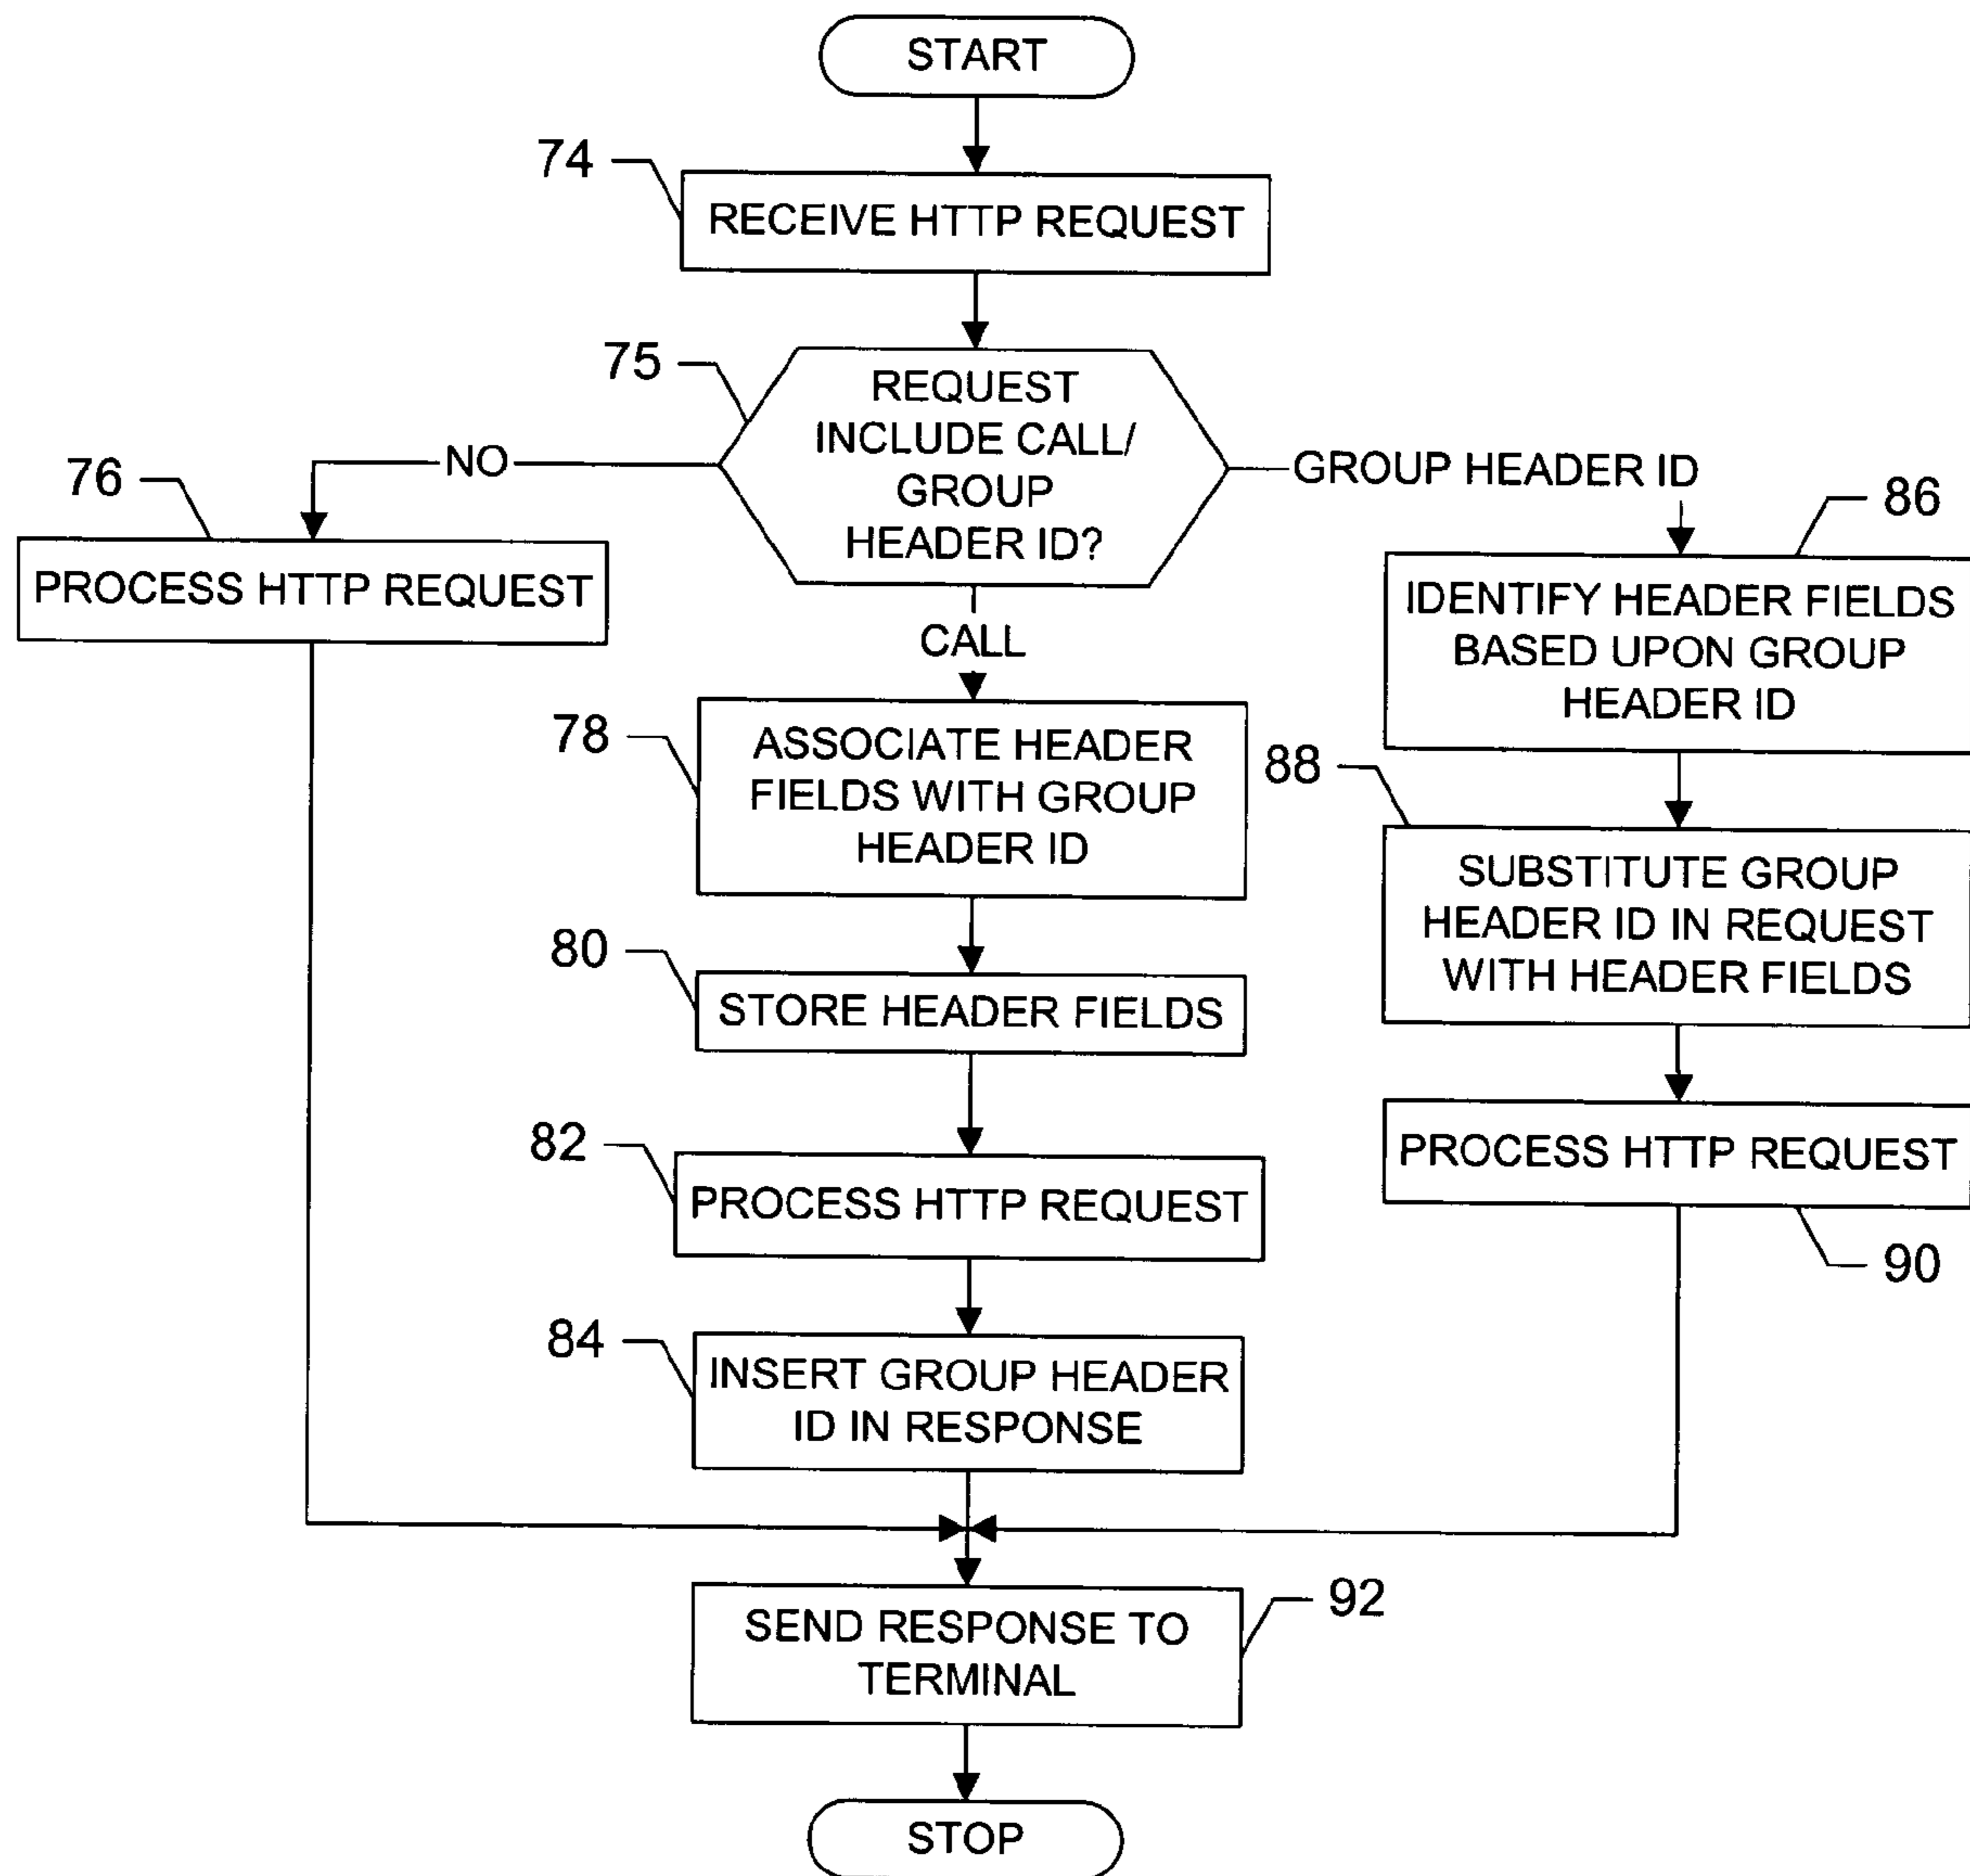 START
74
RECEIVE HTTP REQUEST
75
REQUEST
INCLUDE CALL/
GROUP
HEADER ID?
NO
GROUP HEADER ID
CALL
76
PROCESS HTTP REQUEST
78
ASSOCIATE HEADER
FIELDS WITH GROUP
HEADER ID
80
STORE HEADER FIELDS
82
PROCESS HTTP REQUEST
84
INSERT GROUP HEADER
ID IN RESPONSE
86
IDENTIFY HEADER FIELDS
BASED UPON GROUP
HEADER ID
88
SUBSTITUTE GROUP
HEADER ID IN REQUEST
WITH HEADER FIELDS
PROCESS HTTP REQUEST
90
92
SEND RESPONSE TO
TERMINAL
STOP